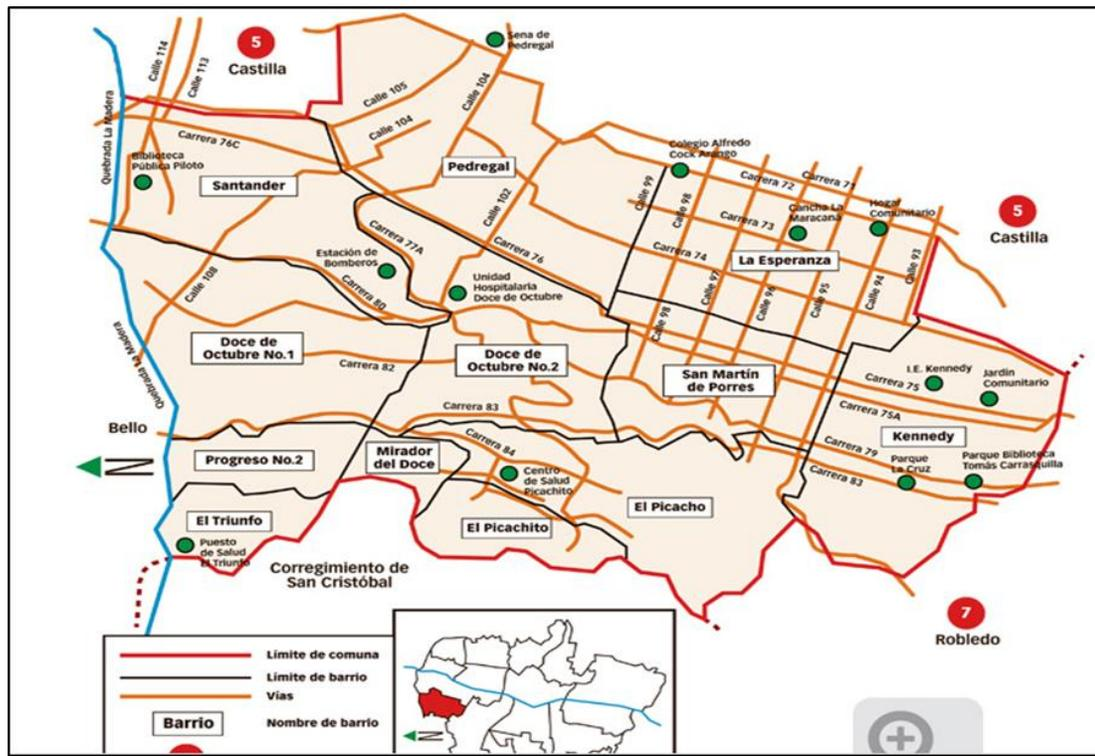 Sena de
Pedregal
5
Castilla
Calle 114
Calle 113
Calle 105
Calle 104
Calle 104
Quebrada La Madera
Carrera 76C
Biblioteca
Pública Piloto
Santander
Pedregal
Colegio Alfredo
Cock Arango
Carrera 72
Carrera 71
Calle 99
Calle 98
Cancha La
Maracana
Hogar
Comunitario
5
Castilla
Calle 102
Carrera 77A
Carrera 76
Carrera 73
Carrera 74
La Esperanza
Calle 93
Estación de
Bomberos
Unidad
Hospitalaria
Doce de Octubre
Calle 108
Carrera 80
Calle 97
Calle 96
Calle 95
Calle 94
Calle 98
Quebrada La Madera
Doce de
Octubre No.1
Carrera 82
Doce de
Octubre No.2
San Martín
de Porres
I.E. Kennedy
Jardín
Comunitario
Carrera 75
Carrera 75A
Carrera 83
Bello
Kennedy
Carrera 79
Progreso No.2
Mirador
del Doce
Carrera 84
Centro
de Salud
Picachito
Parque
La Cruz
Parque Biblioteca
Tomás Carrasquilla
Carrera 83
El Triunfo
El Picachito
El Picacho
Puesto
de Salud
El Triunfo
Corregimiento de
San Cristóbal
7
Robledo
N
Límite de comuna
Límite de barrio
Vías
Barrio
Nombre de barrio
N